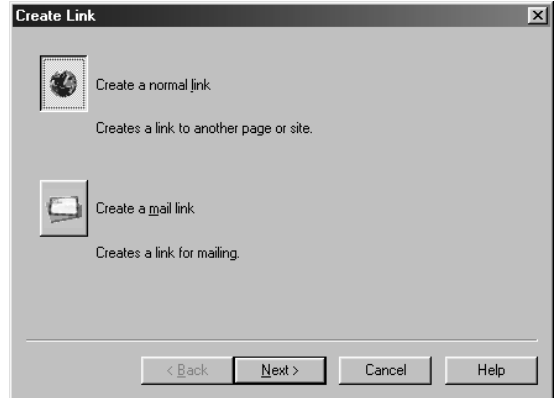 Create Link
Create a normal link
Creates a link to another page or site.
Create a mail link
Creates a link for mailing.
< Back Next > Cancel Help